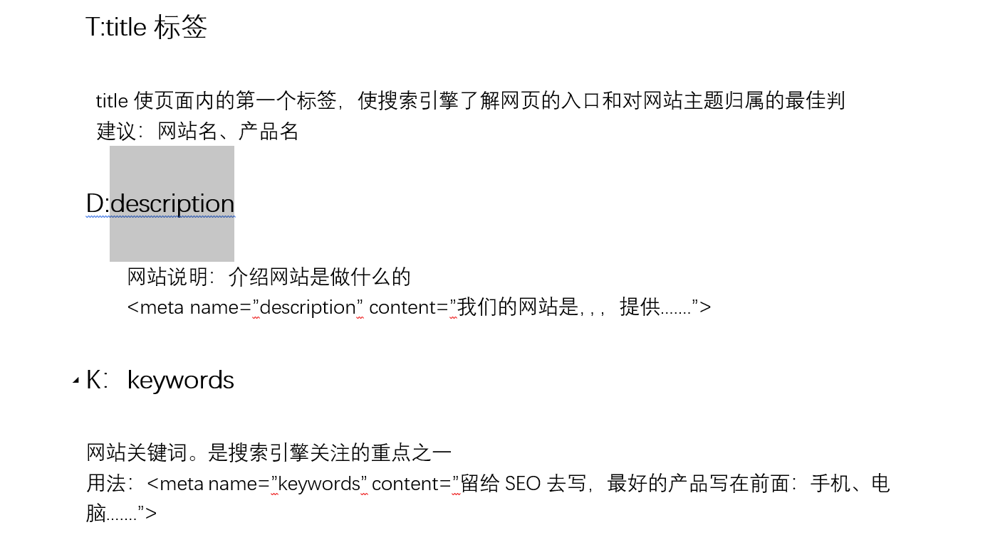 T:title 标签
title 使页面内的第一个标签，使搜索引擎了解网页的入口和对网站主题归属的最佳判
建议：网站名、产品名
D:description
网站说明：介绍网站是做什么的
<meta name=”description” content=”我们的网站是，，，提供…….”>
K： keywords
网站关键词。是搜索引擎关注的重点之一
用法：<meta name=”keywords” content=”留给 SEO 去写，最好的产品写在前面：手机、电
脑…….”>